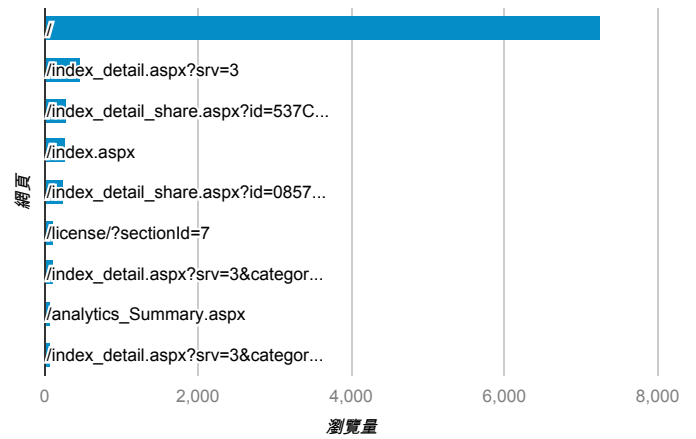 /
/index_detail.aspx?srv=3
/index_detail_share.aspx?id=537C...
/index.aspx
/index_detail_share.aspx?id=0857...
/license/?sectionId=7
/index_detail.aspx?srv=3&categor...
/analytics_Summary.aspx
/index_detail.aspx?srv=3&categor...
網頁
0 2,000 4,000 6,000 8,000
瀏覽量